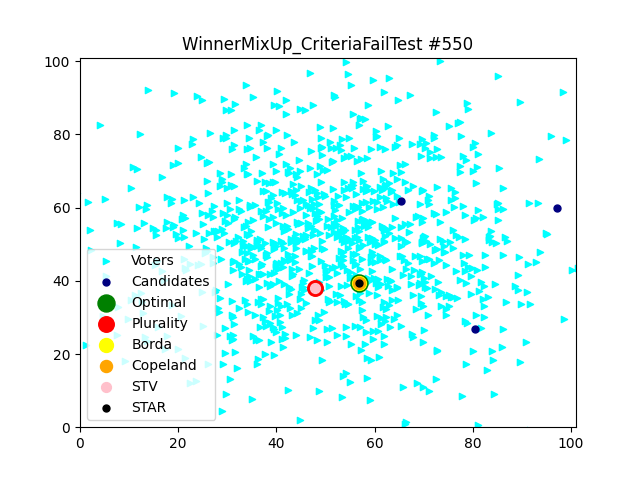 WinnerMixUp_CriteriaFailTest #550
100
80
60
40
20
0
Voters
Candidates
Optimal
Plurality
Borda
Copeland
STV
STAR
0 20 40 60 80 100